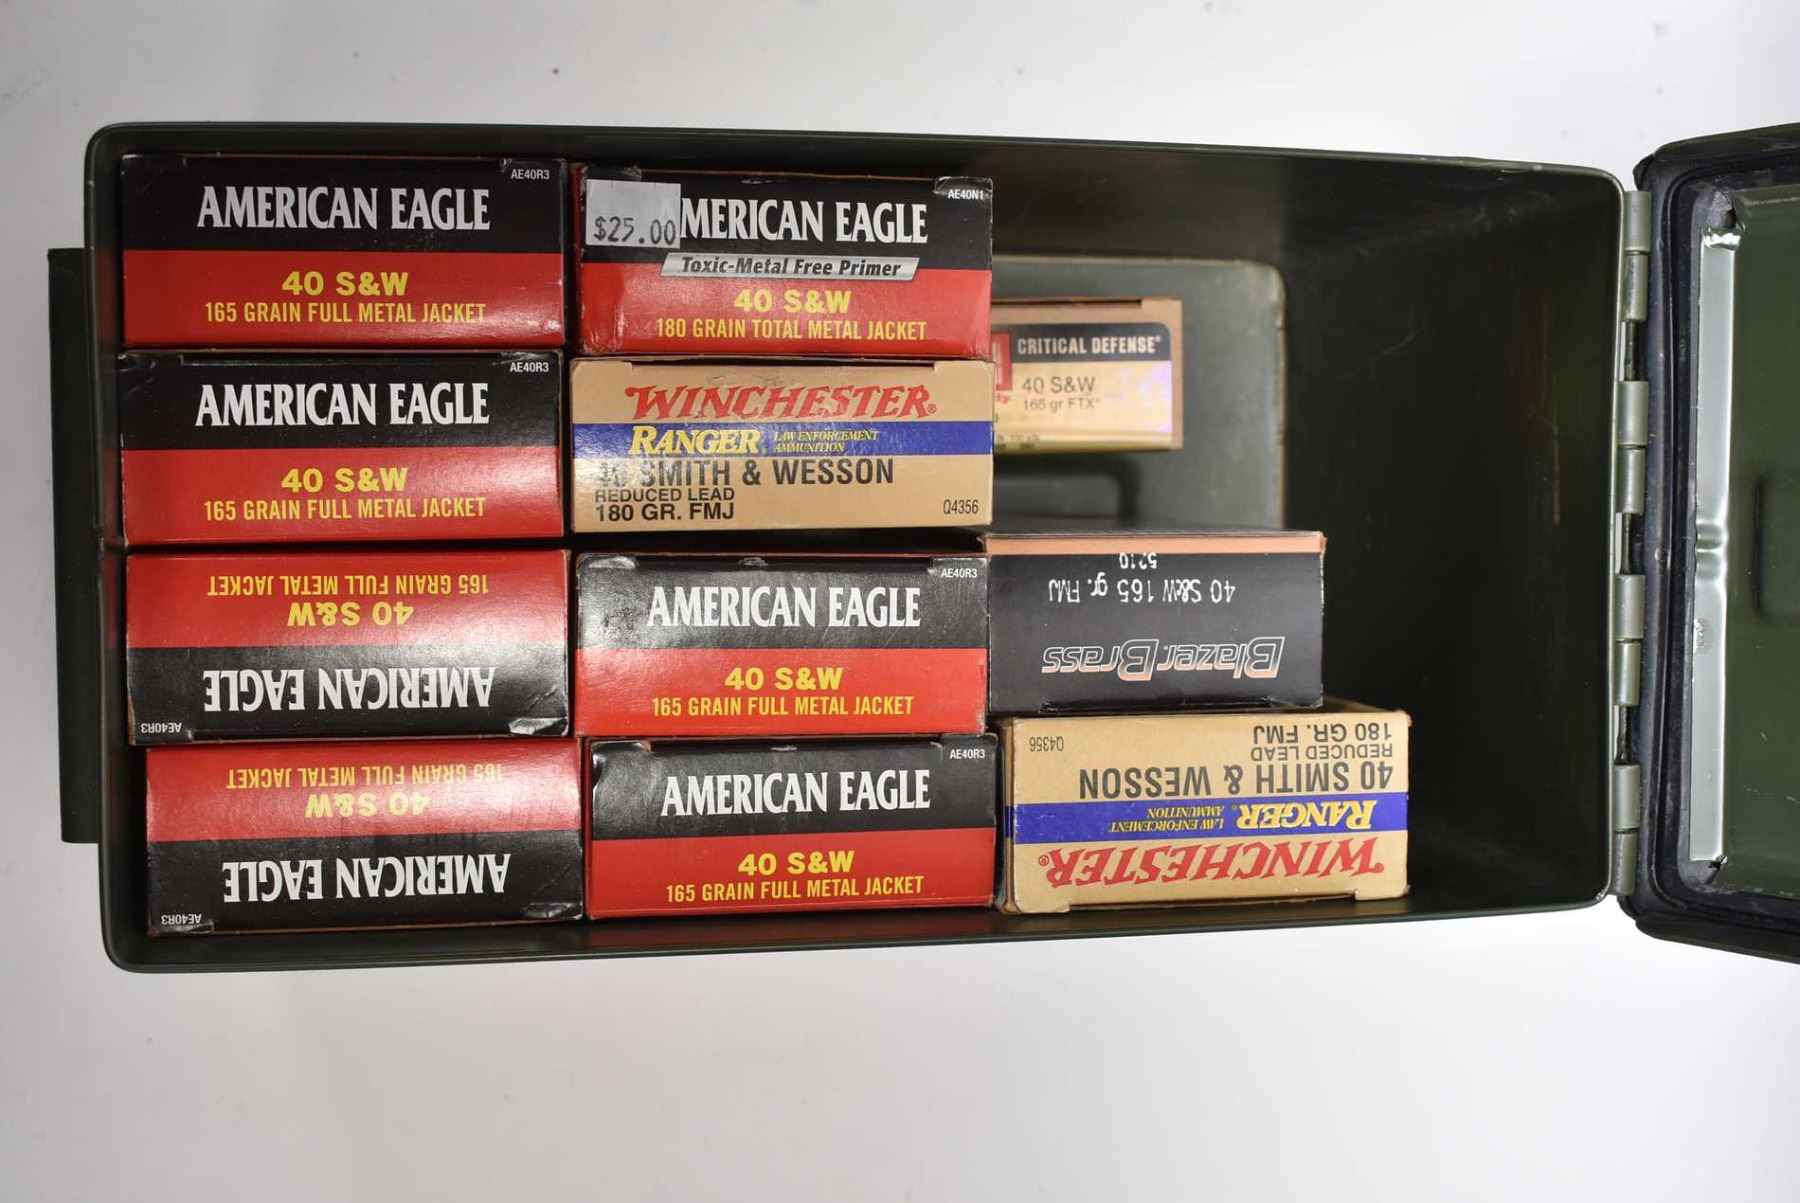 AE40R3
AMERICAN EAGLE
40 S&W
165 GRAIN FULL METAL JACKET
AE40N1
$25.00
MERICAN EAGLE
Toxic-Metal Free Primer
40 S&W
180 GRAIN TOTAL METAL JACKET
CRITICAL DEFENSE®
40 S&W
165 gr FTX®
AE40R3
AMERICAN EAGLE
40 S&W
165 GRAIN FULL METAL JACKET
WINCHESTER®
RANGER LAW ENFORCEMENT
AMMUNITION
40 SMITH & WESSON
REDUCED LEAD
180 GR. FMJ
Q4356
AE40R3
AMERICAN EAGLE
40 S&W
165 GRAIN FULL METAL JACKET
AE40R3
AMERICAN EAGLE
40 S&W
165 GRAIN FULL METAL JACKET
Blazer Brass
40 S&W 165 gr. FMJ
5210
AE40R3
AMERICAN EAGLE
40 S&W
165 GRAIN FULL METAL JACKET
AE40R3
AMERICAN EAGLE
40 S&W
165 GRAIN FULL METAL JACKET
WINCHESTER®
RANGER® LAW ENFORCEMENT
AMMUNITION
40 SMITH & WESSON
REDUCED LEAD
180 GR. FMJ
Q4356